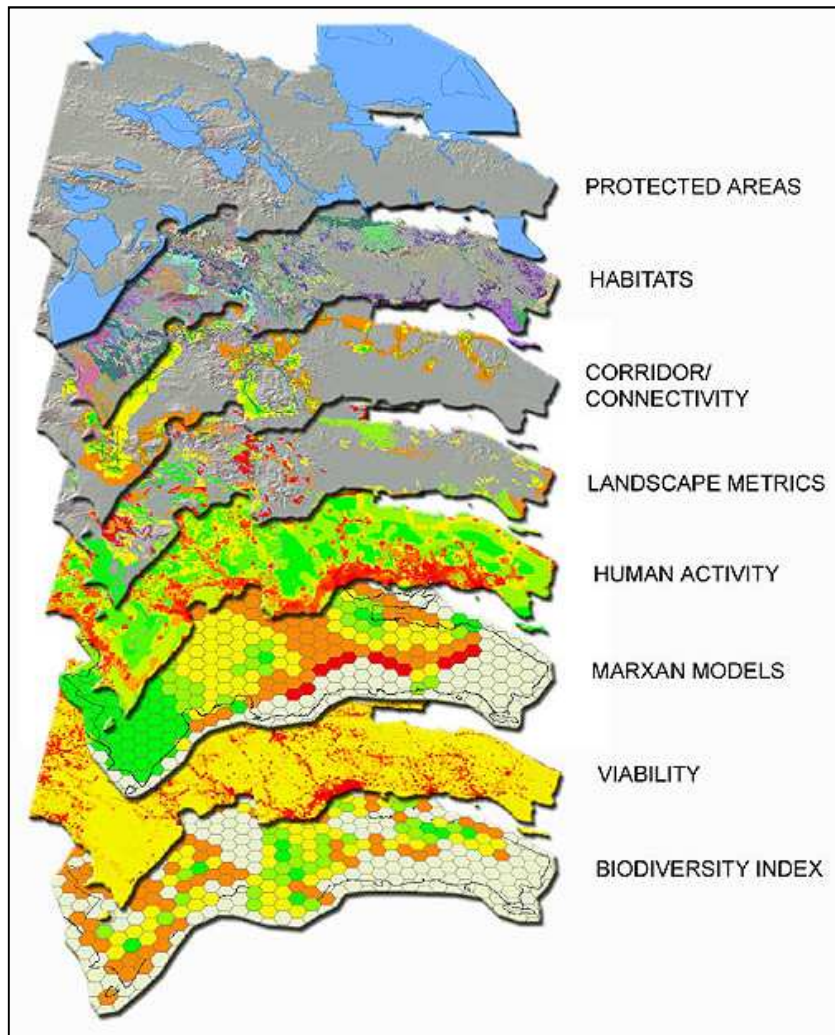 PROTECTED AREAS
HABITATS
CORRIDOR/
CONNECTIVITY
LANDSCAPE METRICS
HUMAN ACTIVITY
MARXAN MODELS
VIABILITY
BIODIVERSITY INDEX